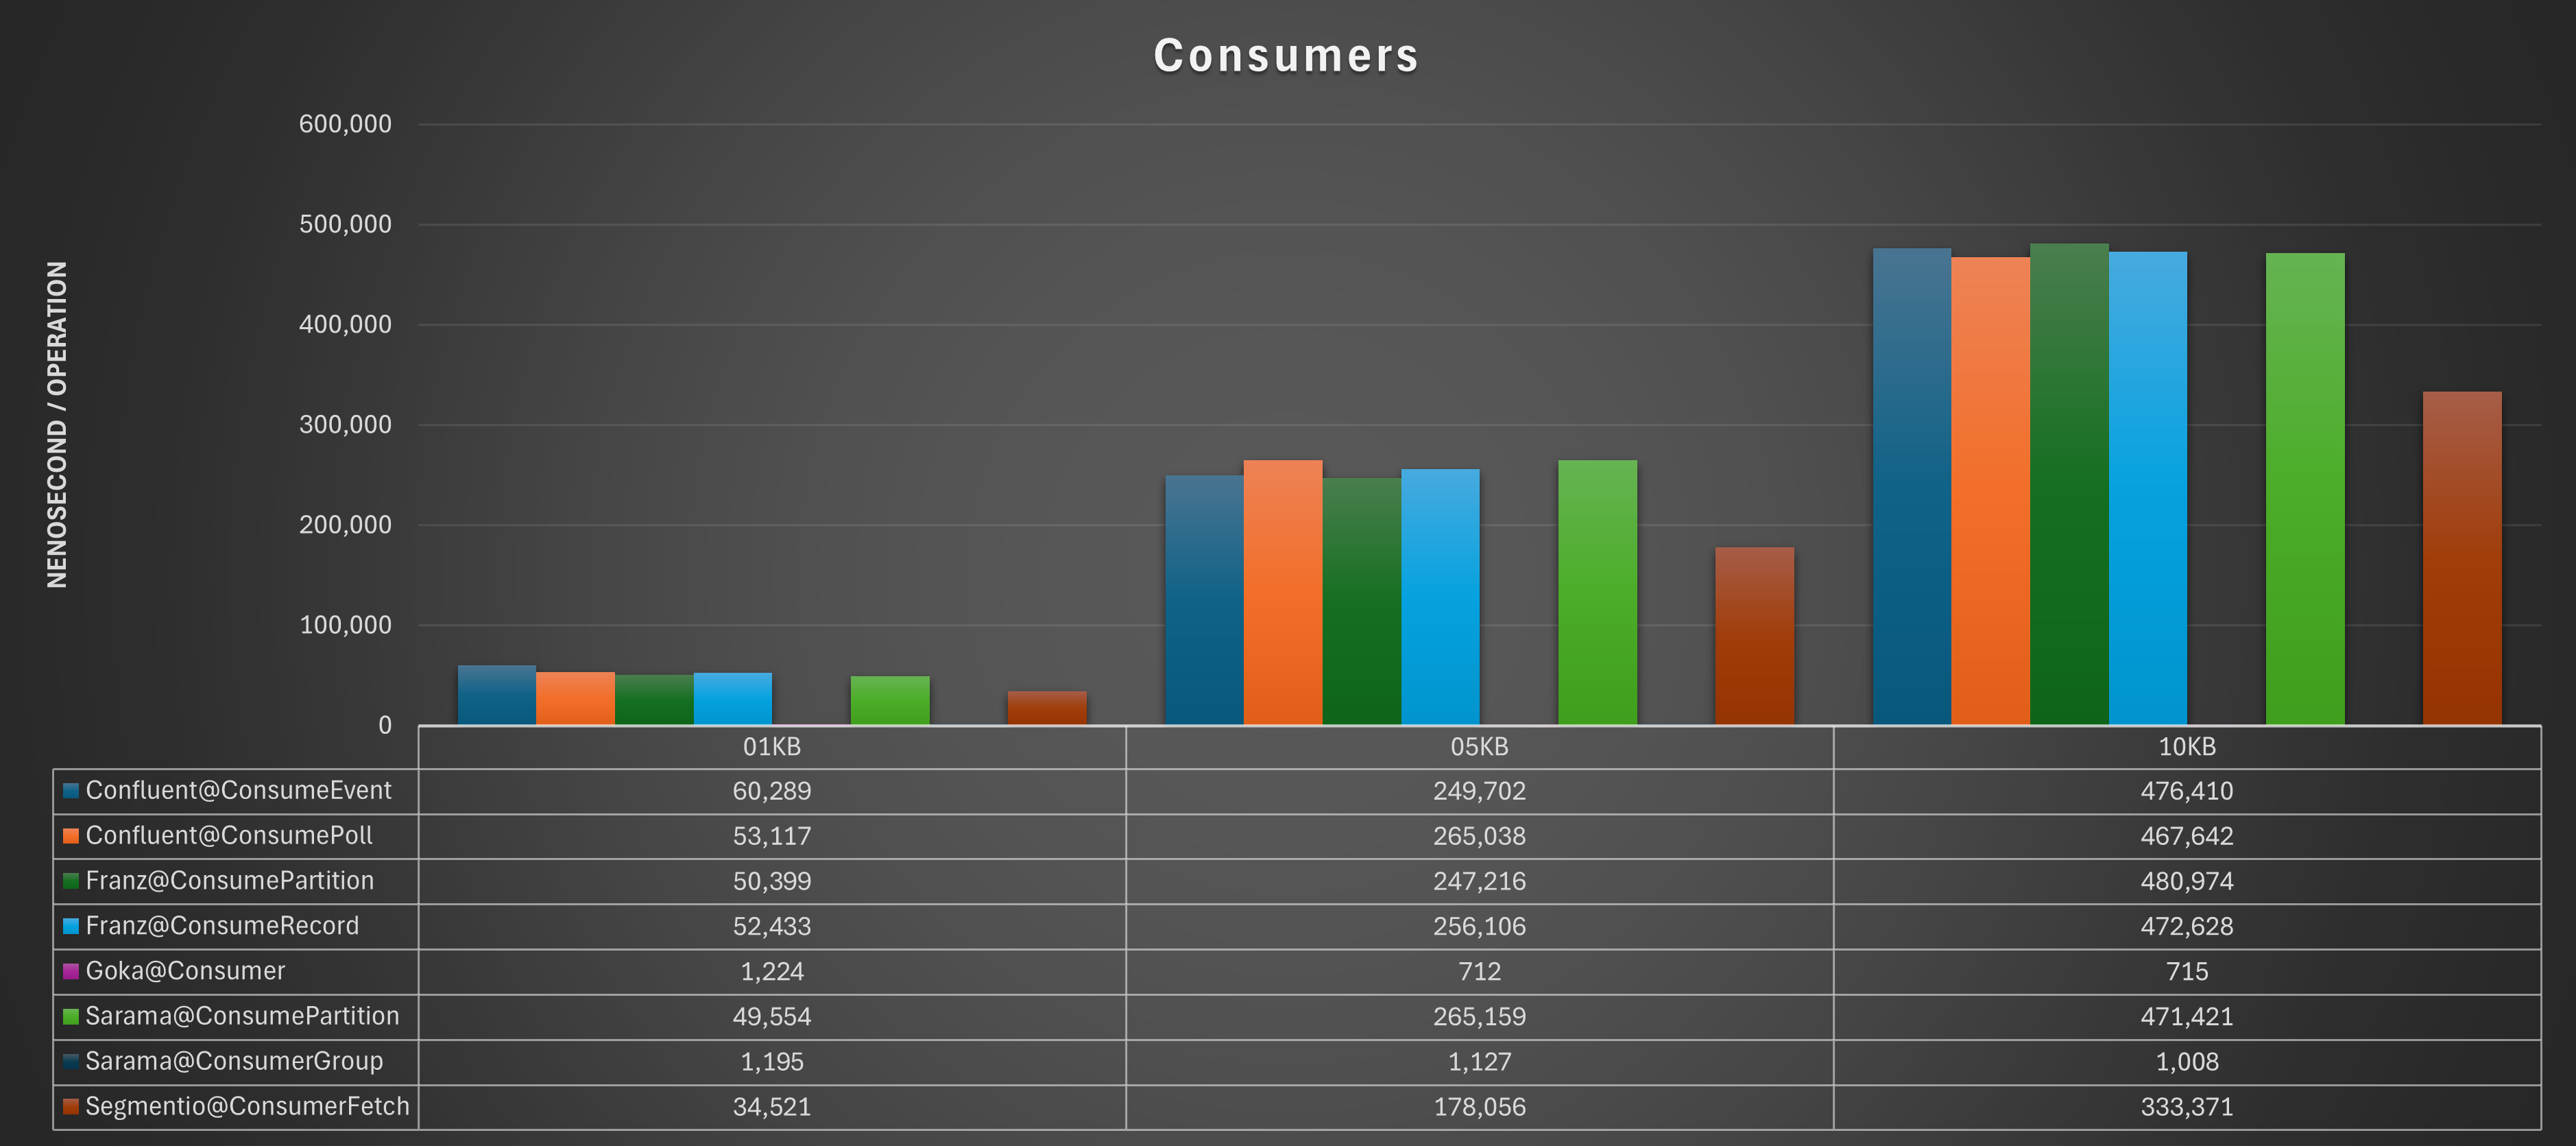 Consumers
600,000
500,000
400,000
300,000
200,000
100,000
0
NENOSECOND / OPERATION
01KB 05KB 10KB
Confluent@ConsumeEvent 60,289 249,702 476,410
Confluent@ConsumePoll 53,117 265,038 467,642
Franz@ConsumePartition 50,399 247,216 480,974
Franz@ConsumeRecord 52,433 256,106 472,628
Goka@Consumer 1,224 712 715
Sarama@ConsumePartition 49,554 265,159 471,421
Sarama@ConsumerGroup 1,195 1,127 1,008
Segmentio@ConsumerFetch 34,521 178,056 333,371